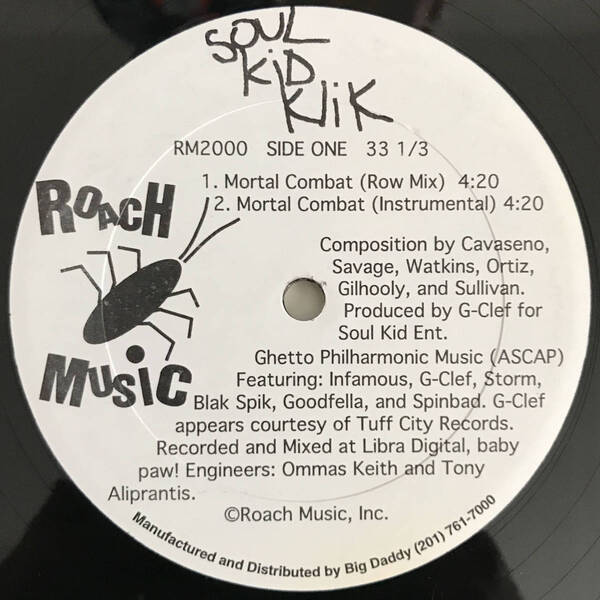 SOUL
KiD
KliK
RM2000 SIDE ONE 33 1/3
1. Mortal Combat (Row Mix) 4:20
2. Mortal Combat (Instrumental) 4:20
ROACH
MUSIC
Composition by Cavaseno,
Savage, Watkins, Ortiz,
Gilhooly, and Sullivan.
Produced by G-Clef for
Soul Kid Ent.
Ghetto Philharmonic Music (ASCAP)
Featuring: Infamous, G-Clef, Storm,
Blak Spik, Goodfella, and Spinbad. G-Clef
appears courtesy of Tuff City Records.
Recorded and Mixed at Libra Digital, baby
paw! Engineers: Ommas Keith and Tony
Aliprantis.
©Roach Music, Inc.
Manufactured and Distributed by Big Daddy (201) 761-7000